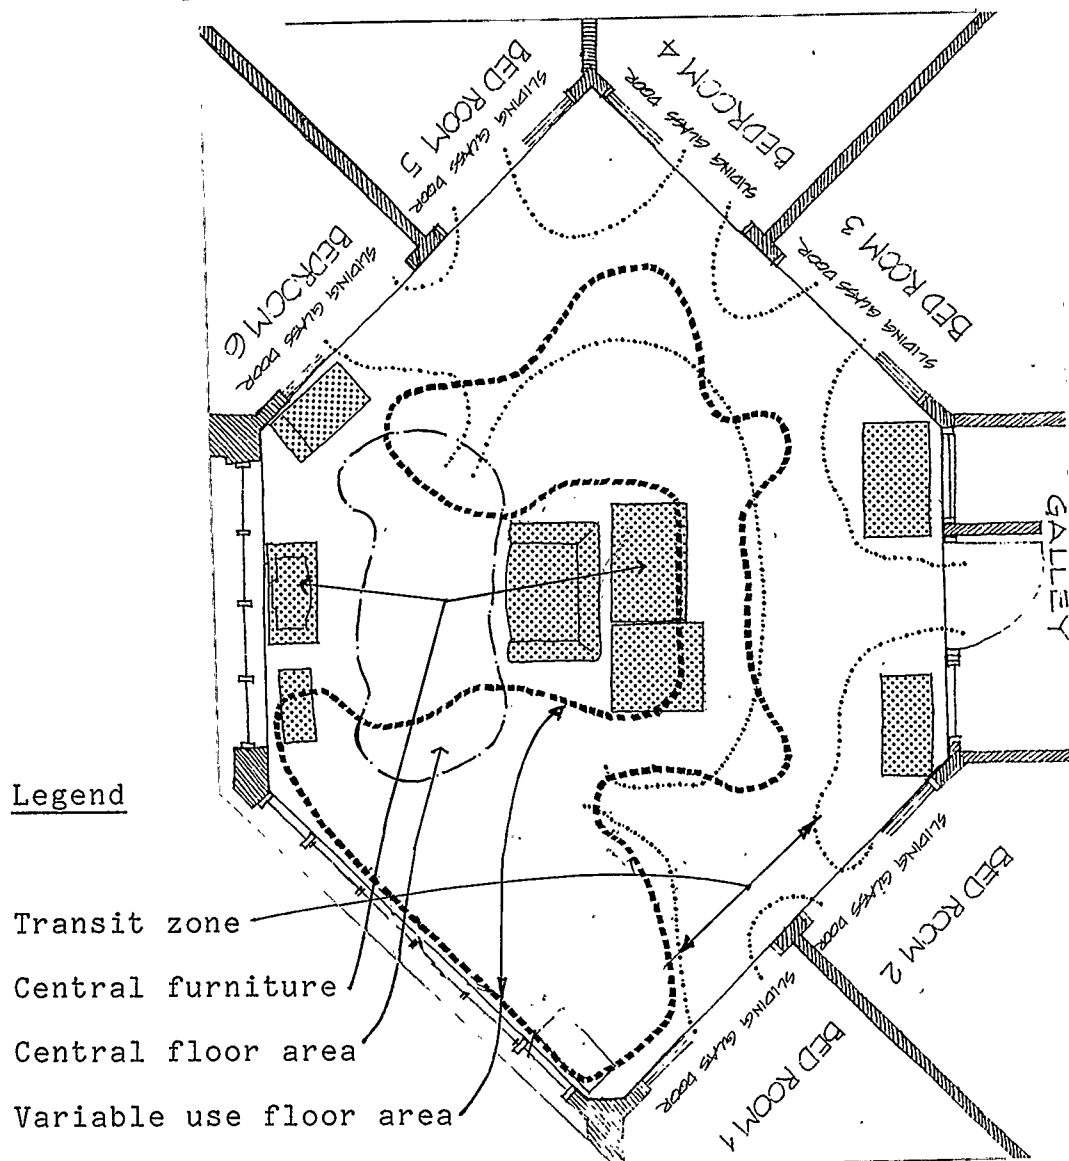 BEDROOM 4
SLIDING GLASS DOOR
BED ROOM 5
SLIDING GLASS DOOR
SLIDING GLASS DOOR
BED ROOM 3
BEDROOM 6
SLIDING GLASS DOOR
GALLEY
Legend
Transit zone
Central furniture
Central floor area
Variable use floor area
SLIDING GLASS DOOR
BED ROOM 2
SLIDING GLASS DOOR
BED ROOM 1